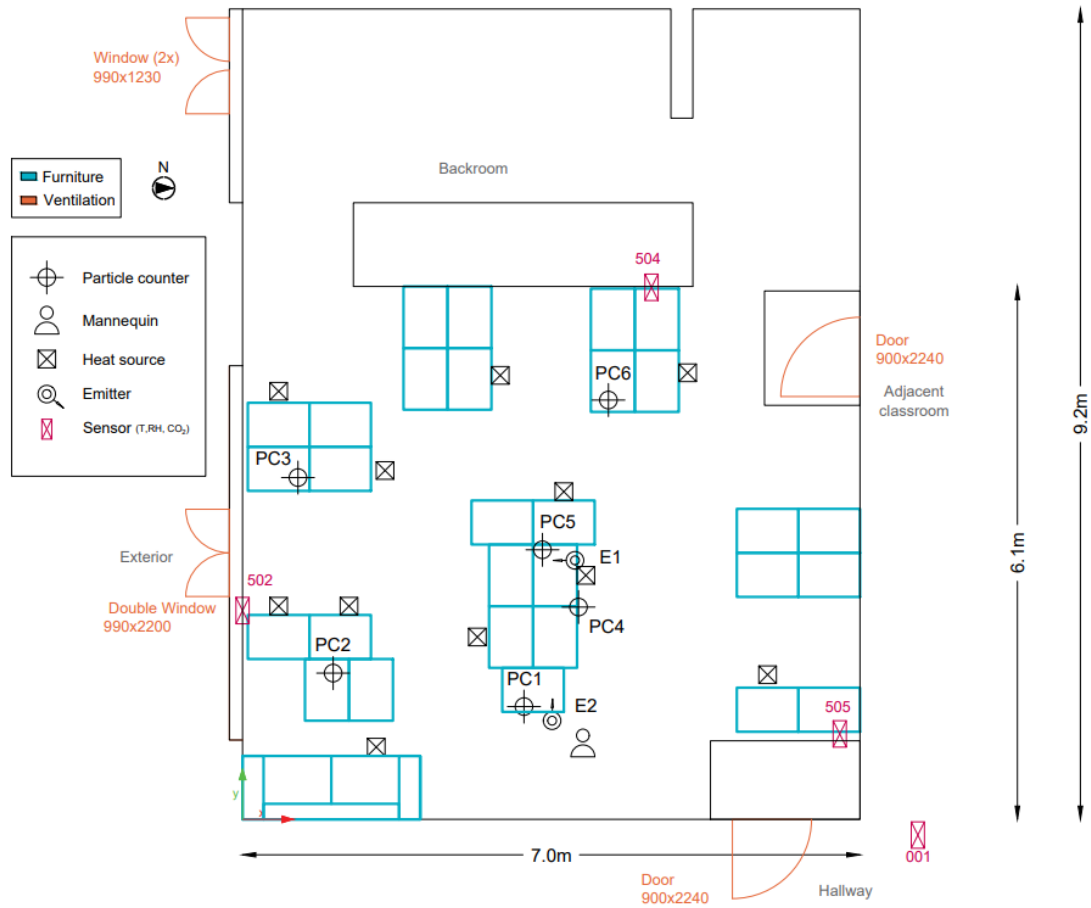 Window (2x)
990x1230
N
Furniture
Ventilation
Backroom
Particle counter
Mannequin
Heat source
Emitter
Sensor (T,RH, CO₂)
504
PC6
Door
900x2240
Adjacent
classroom
9.2m
PC3
PC5
E1
6.1m
Exterior
502
Double Window
990x2200
PC4
PC2
PC1
E2
505
y
x
7.0m
001
Door
900x2240
Hallway